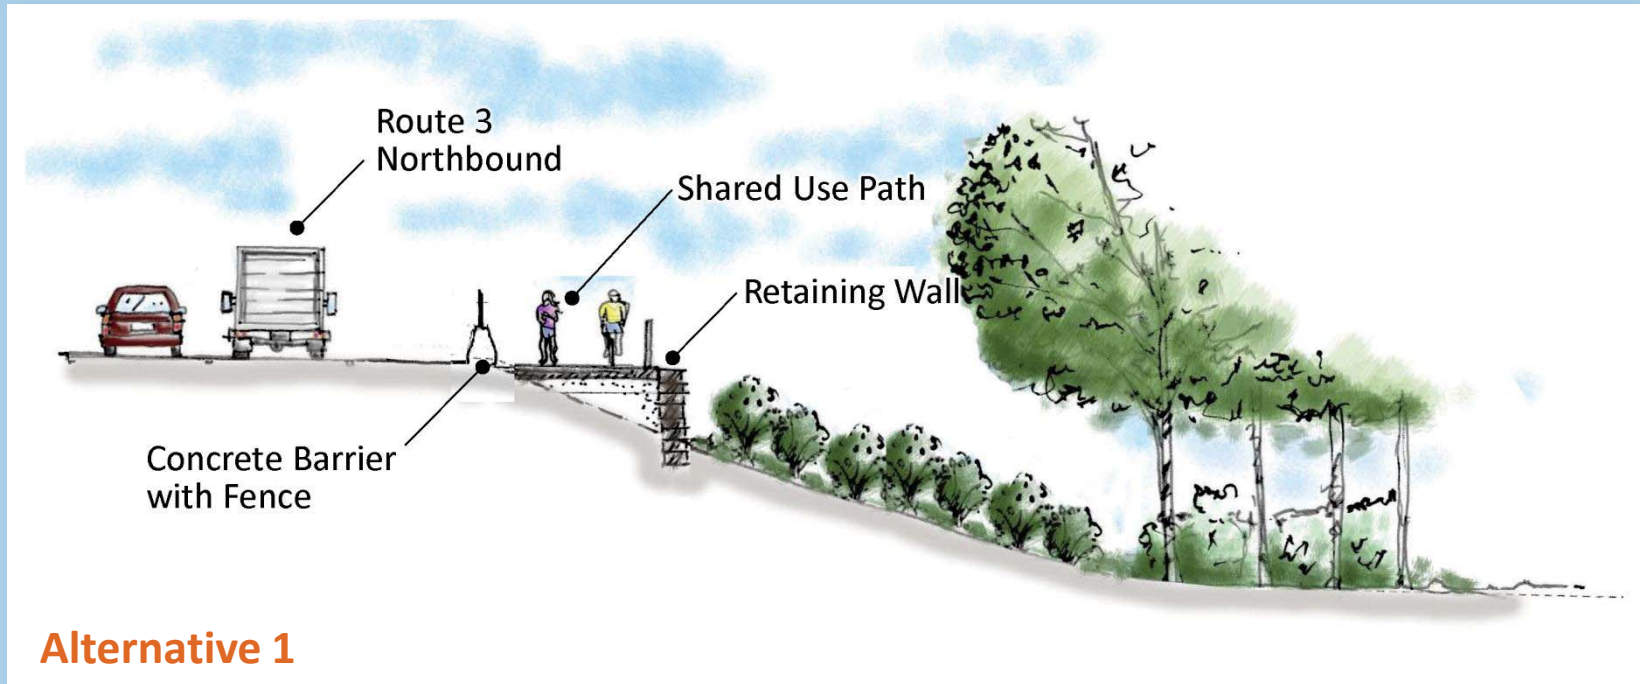 Route 3
Northbound
Shared Use Path
Retaining Wall
Concrete Barrier
with Fence
Alternative 1